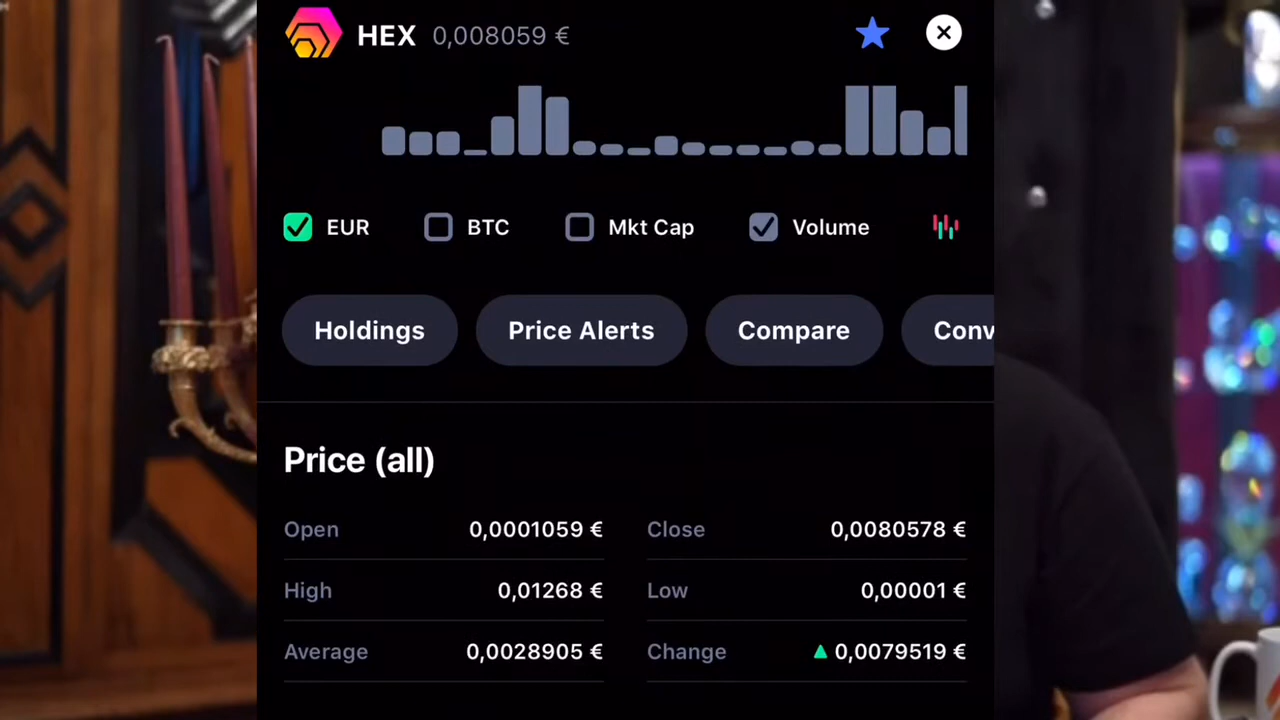 HEX 0,008059 €
EUR BTC Mkt Cap Volume
Holdings Price Alerts Compare Conv
Price (all)
Open 0,0001059 € Close 0,0080578 €
High 0,01268 € Low 0,00001 €
Average 0,0028905 € Change ▲ 0,0079519 €